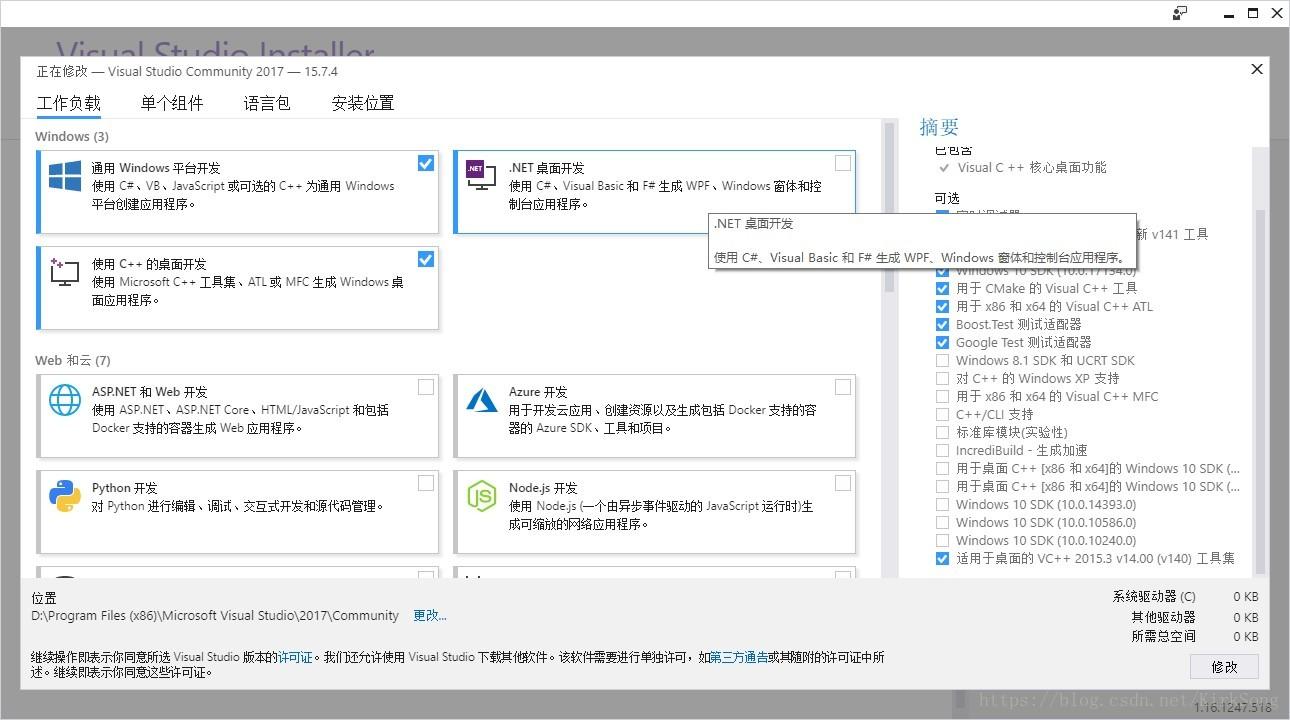 Visual Studio Installer
正在修改 — Visual Studio Community 2017 — 15.7.4
工作负载 单个组件 语言包 安装位置
Windows (3)
通用 Windows 平台开发
使用 C#、VB、JavaScript 或可选的 C++ 为通用 Windows
平台创建应用程序。
.NET
.NET 桌面开发
使用 C#、Visual Basic 和 F# 生成 WPF、Windows 窗体和控
制台应用程序。
使用 C++ 的桌面开发
使用 Microsoft C++ 工具集、ATL 或 MFC 生成 Windows 桌
面应用程序。
.NET 桌面开发
使用 C#、Visual Basic 和 F# 生成 WPF、Windows 窗体和控制台应用程序。
Web 和云 (7)
ASP.NET 和 Web 开发
使用 ASP.NET、ASP.NET Core、HTML/JavaScript 和包括
Docker 支持的容器生成 Web 应用程序。
Azure 开发
用于开发云应用、创建资源以及生成包括 Docker 支持的容
器的 Azure SDK、工具和项目。
Python 开发
对 Python 进行编辑、调试、交互式开发和源代码管理。
JS
Node.js 开发
使用 Node.js (一个由异步事件驱动的 JavaScript 运行时)生
成可缩放的网络应用程序。
摘要
已包含
Visual C ++ 核心桌面功能
可选
新 v141 工具
Windows 10 SDK (10.0.17134.0)
用于 CMake 的 Visual C++ 工具
用于 x86 和 x64 的 Visual C++ ATL
Boost.Test 测试适配器
Google Test 测试适配器
Windows 8.1 SDK 和 UCRT SDK
对 C++ 的 Windows XP 支持
用于 x86 和 x64 的 Visual C++ MFC
C++/CLI 支持
标准库模块(实验性)
IncrediBuild - 生成加速
用于桌面 C++ [x86 和 x64]的 Windows 10 SDK (...
用于桌面 C++ [x86 和 x64]的 Windows 10 SDK (...
Windows 10 SDK (10.0.14393.0)
Windows 10 SDK (10.0.10586.0)
Windows 10 SDK (10.0.10240.0)
适用于桌面的 VC++ 2015.3 v14.00 (v140) 工具集
位置
D:\Program Files (x86)\Microsoft Visual Studio\2017\Community 更改...
继续操作即表示你同意所选 Visual Studio 版本的许可证。我们还允许使用 Visual Studio 下载其他软件。该软件需要进行单独许可，如第三方通告或其随附的许可证中所
述。继续即表示你同意这些许可证。
系统驱动器 (C) 0 KB
其他驱动器 0 KB
所需总空间 0 KB
修改
https://blog.csdn.net/KirkSong
1.16.1247.518